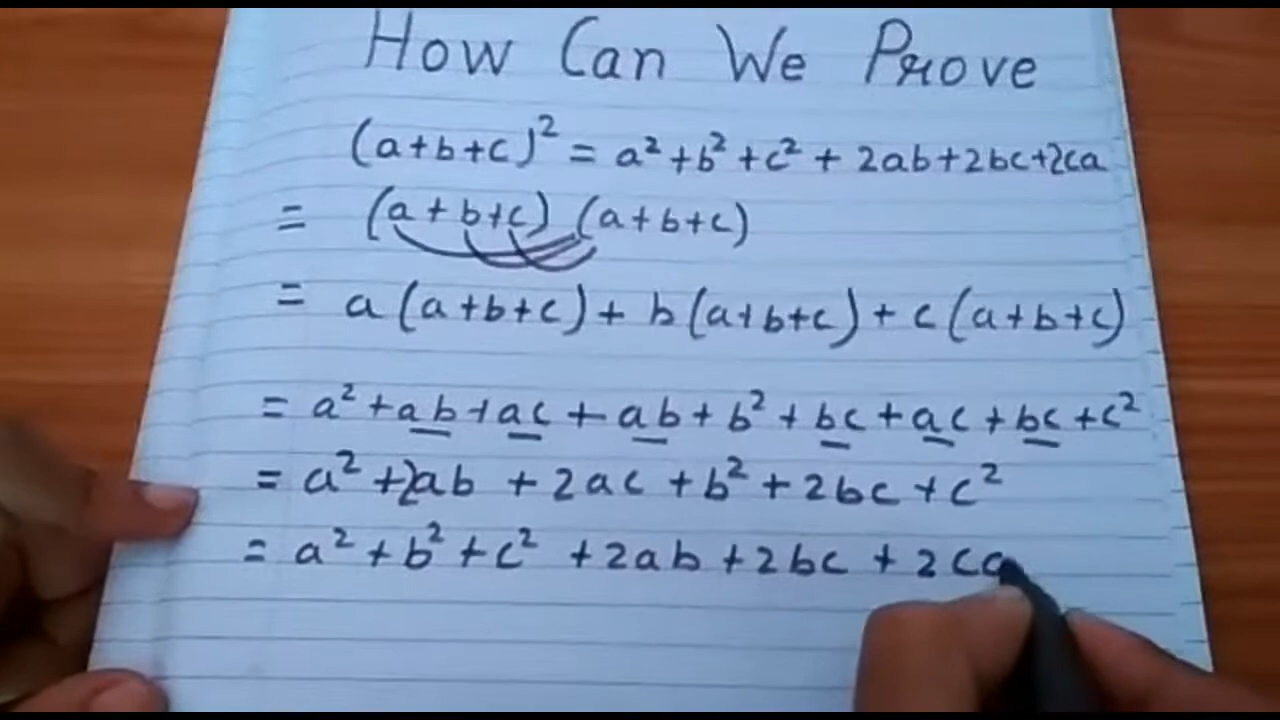 How Can We Prove
(a+b+c)² = a² + b² + c² + 2ab + 2bc + 2ca
= (a + b + c) (a + b + c)
= a (a + b + c) + b (a + b + c) + c (a + b + c)
= a² + ab + ac + ab + b² + bc + ac + bc + c²
= a² + 2ab + 2ac + b² + 2bc + c²
= a² + b² + c² + 2ab + 2bc + 2ca